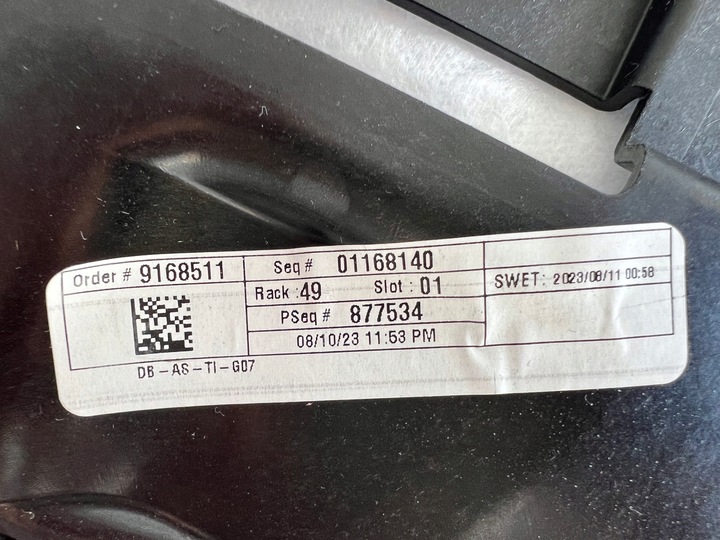 Order # 9168511
Seq # 01168140
Rack :49 Slot : 01
SWET: 2023/08/11 00:58
PSeq # 877534
08/10/23 11:53 PM
DB-AS-TI-G07